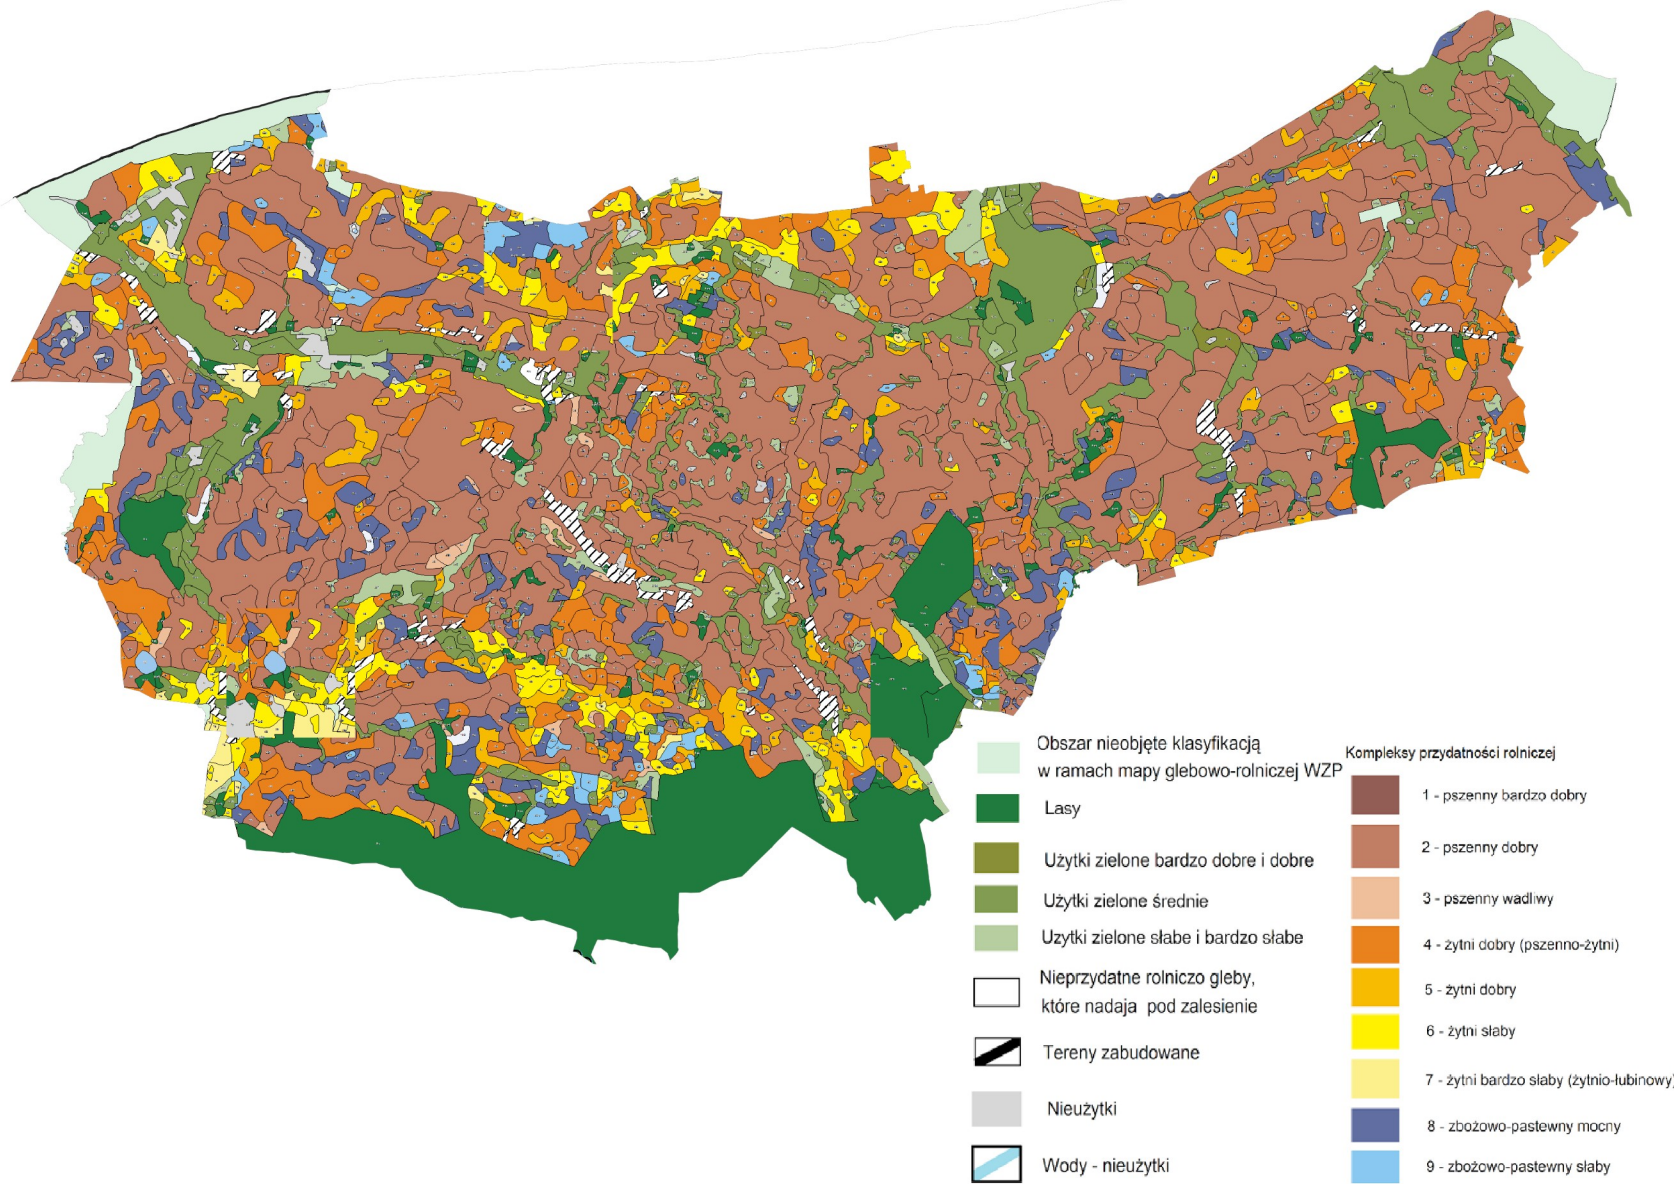 Obszar nieobjęte klasyfikacją
w ramach mapy glebowo-rolniczej WZP
Lasy
Użytki zielone bardzo dobre i dobre
Użytki zielone średnie
Uzytki zielone słabe i bardzo słabe
Nieprzydatne rolniczo gleby,
które nadaja pod zalesienie
Tereny zabudowane
Nieużytki
Wody - nieużytki
Kompleksy przydatności rolniczej
1 - pszenny bardzo dobry
2 - pszenny dobry
3 - pszenny wadliwy
4 - żytni dobry (pszenno-żytni)
5 - żytni dobry
6 - żytni słaby
7 - żytni bardzo słaby (żytnio-łubinowy)
8 - zbożowo-pastewny mocny
9 - zbożowo-pastewny słaby